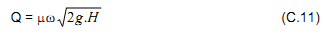 Q = μω√2g.H (C.11)